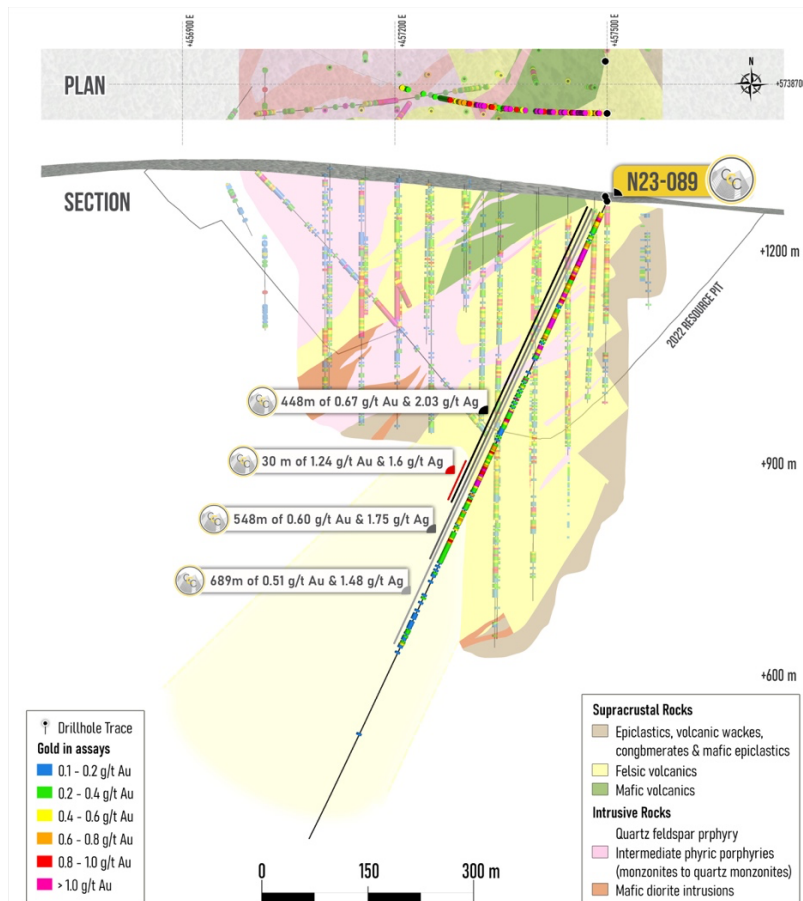 +456900 E
+457200 E
+457500 E
PLAN
N
+573870
SECTION
N23-089
+1200 m
2022 RESOURCE PIT
448m of 0.67 g/t Au & 2.03 g/t Ag
30 m of 1.24 g/t Au & 1.6 g/t Ag
+900 m
548m of 0.60 g/t Au & 1.75 g/t Ag
689m of 0.51 g/t Au & 1.48 g/t Ag
+600 m
Drillhole Trace
Gold in assays
0.1 - 0.2 g/t Au
0.2 - 0.4 g/t Au
0.4 - 0.6 g/t Au
0.6 - 0.8 g/t Au
0.8 - 1.0 g/t Au
> 1.0 g/t Au
0
150
300 m
Supracrustal Rocks
Epiclastics, volcanic wackes,
congbmerates & mafic epiclastics
Felsic volcanics
Mafic volcanics
Intrusive Rocks
Quartz feldspar prphyry
Intermediate phyric porphyries
(monzonites to quartz monzonites)
Mafic diorite intrusions